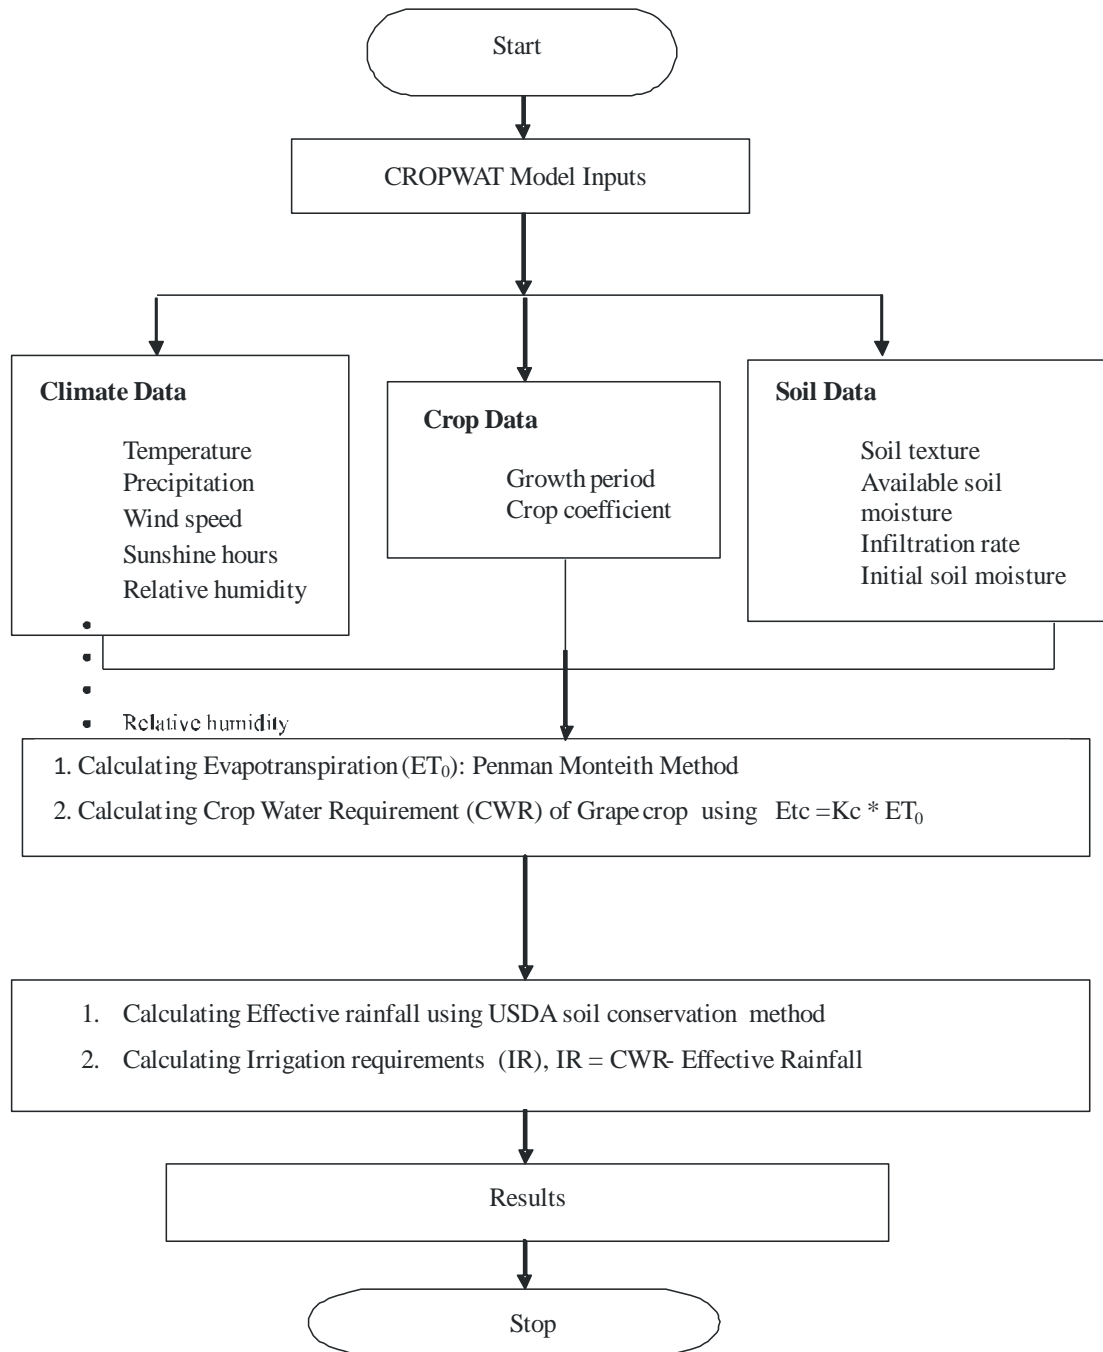 Start
CROPWAT Model Inputs
Climate Data
Temperature
Precipitation
Wind speed
Sunshine hours
Relative humidity
Crop Data
Growth period
Crop coefficient
Soil Data
Soil texture
Available soil
moisture
Infiltration rate
Initial soil moisture
•
•
•
• Relative humidity
1. Calculating Evapotranspiration (ET₀): Penman Monteith Method
2. Calculating Crop Water Requirement (CWR) of Grape crop using Etc =Kc * ET₀
1. Calculating Effective rainfall using USDA soil conservation method
2. Calculating Irrigation requirements (IR), IR = CWR- Effective Rainfall
Results
Stop